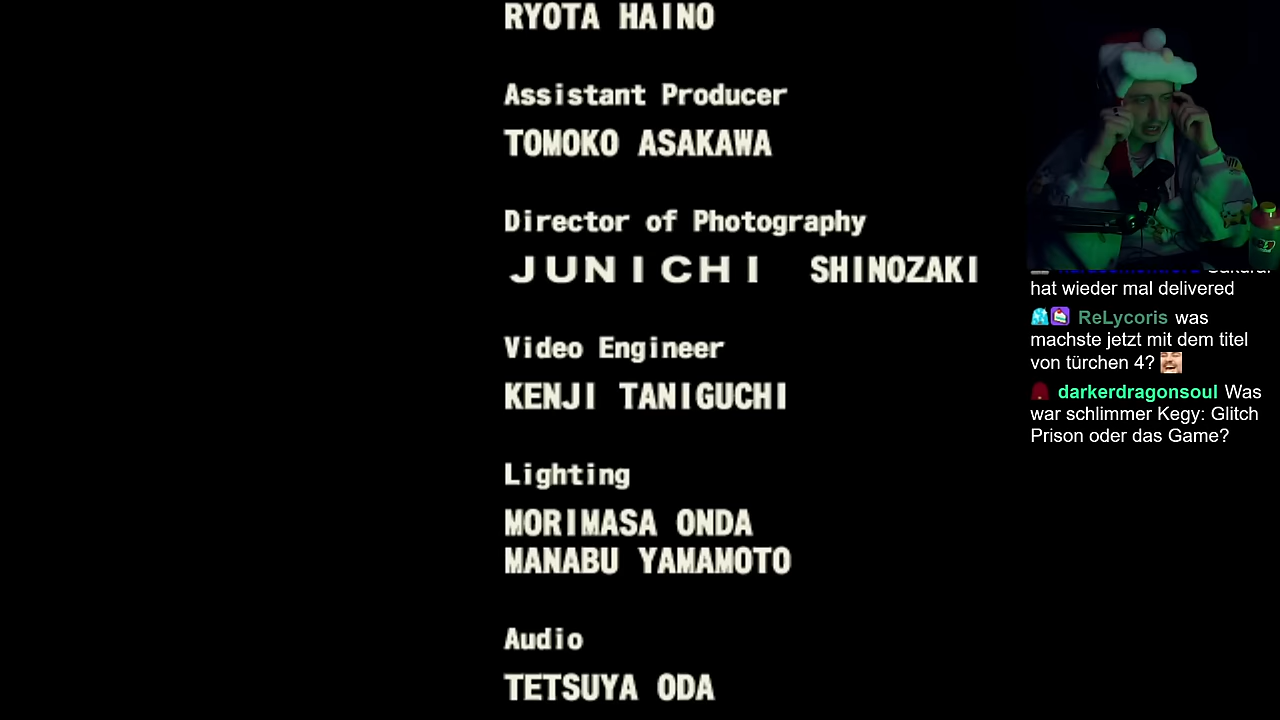 RYOTA HAINO
Assistant Producer
TOMOKO ASAKAWA
Director of Photography
ＪＵＮＩＣＨＩ SHINOZAKI
Video Engineer
KENJI TANIGUCHI
Lighting
MORIMASA ONDA
MANABU YAMAMOTO
Audio
TETSUYA ODA
hat wieder mal delivered
ReLycoris was
machste jetzt mit dem titel
von türchen 4?
darkerdragonsoul Was
war schlimmer Kegy: Glitch
Prison oder das Game?